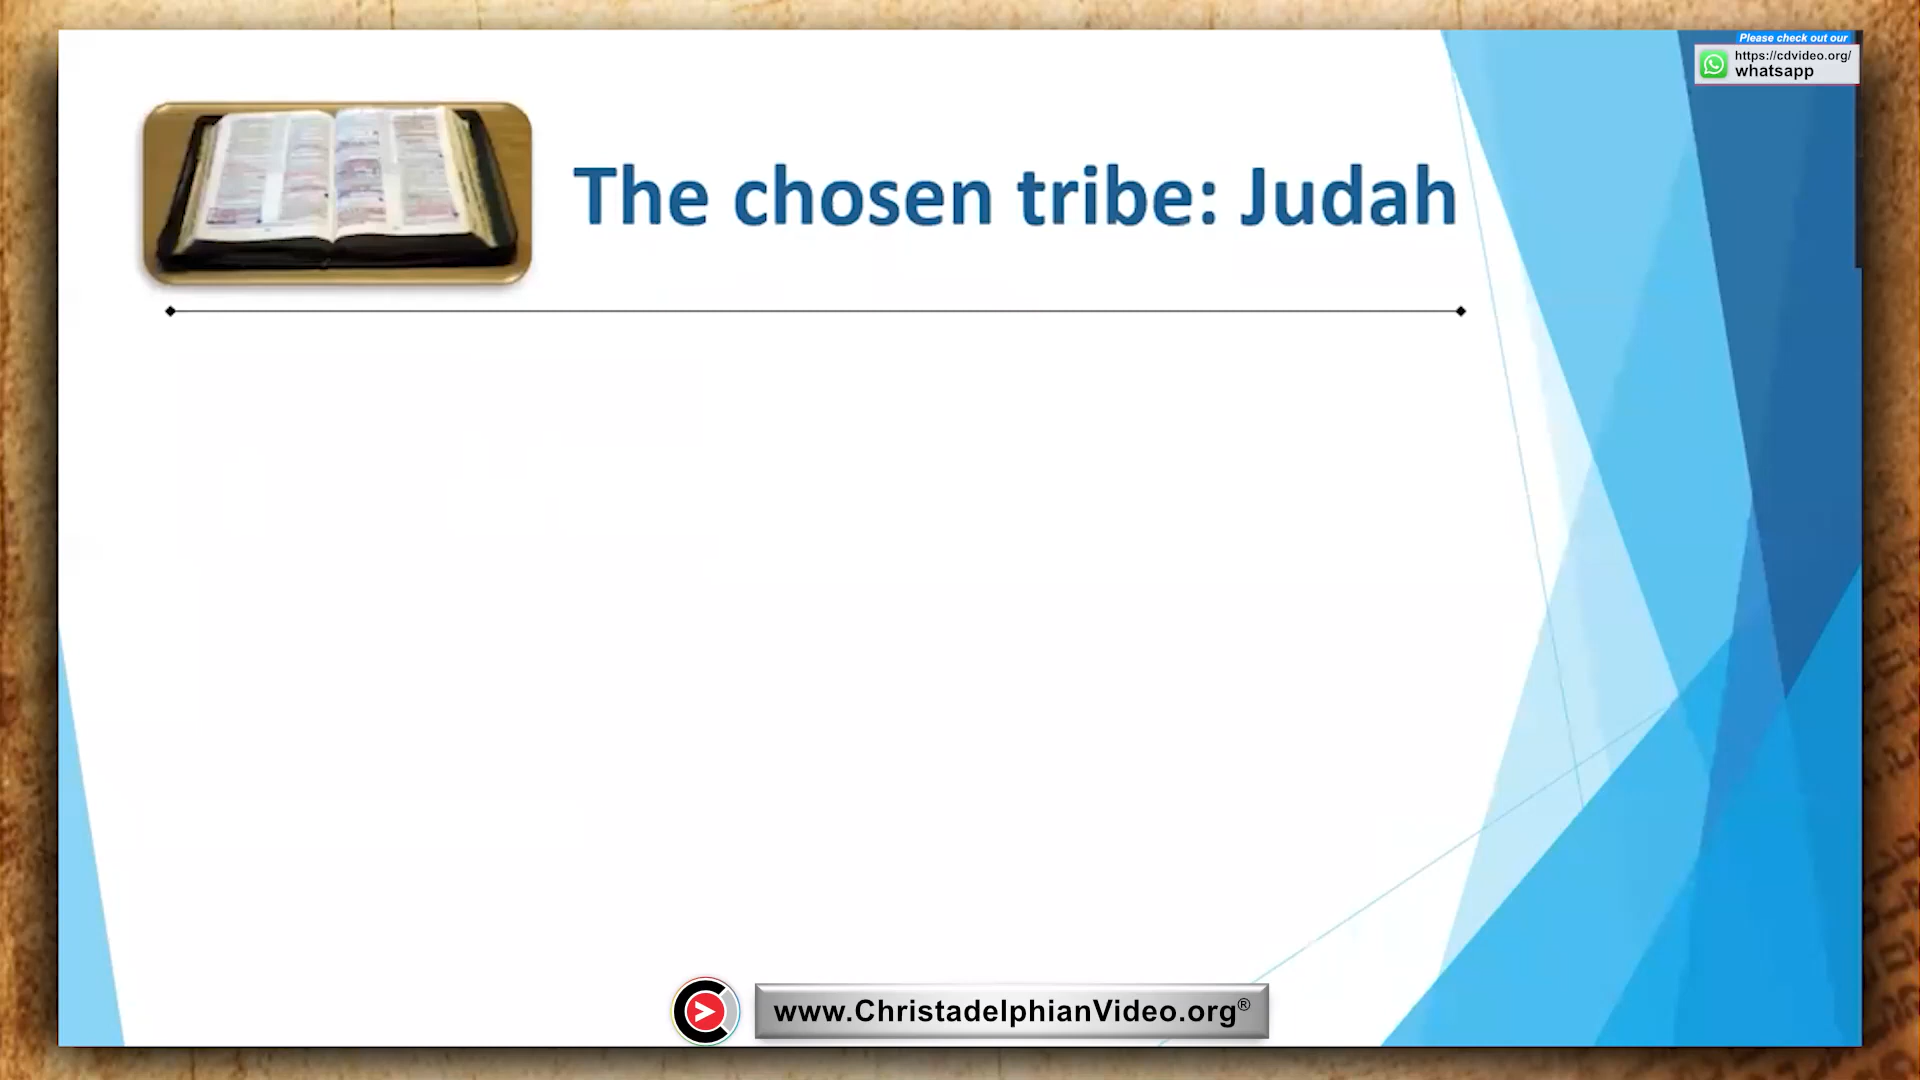 Please check out our
https://cdvideo.org/
whatsapp
The chosen tribe: Judah
www.ChristadelphianVideo.org®